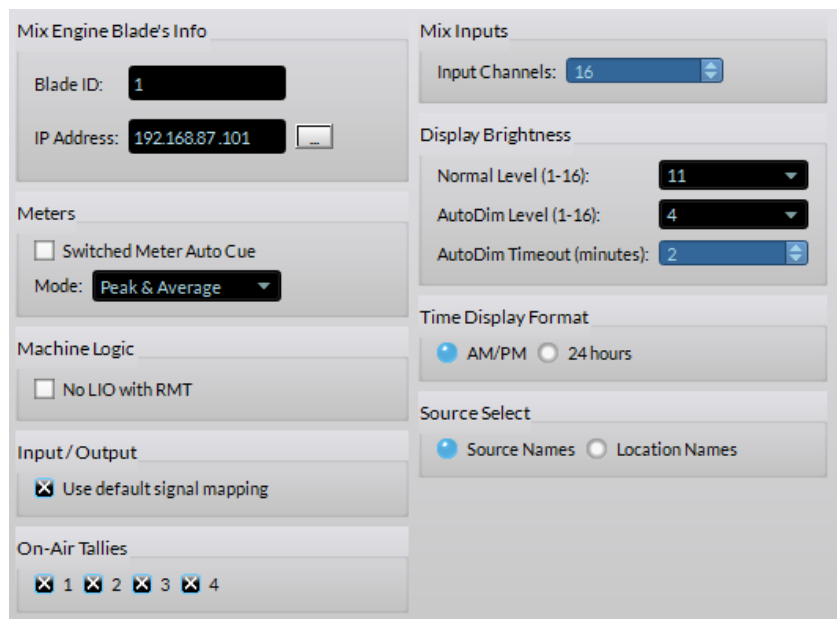 Mix Engine Blade's Info
Blade ID: 1
IP Address: 192.168.87 .101 ...
Meters
Switched Meter Auto Cue
Mode: Peak & Average
Machine Logic
No LIO with RMT
Input / Output
Use default signal mapping
On-Air Tallies
1 2 3 4
Mix Inputs
Input Channels: 16
Display Brightness
Normal Level (1-16): 11
AutoDim Level (1-16): 4
AutoDim Timeout (minutes): 2
Time Display Format
AM/PM 24 hours
Source Select
Source Names Location Names